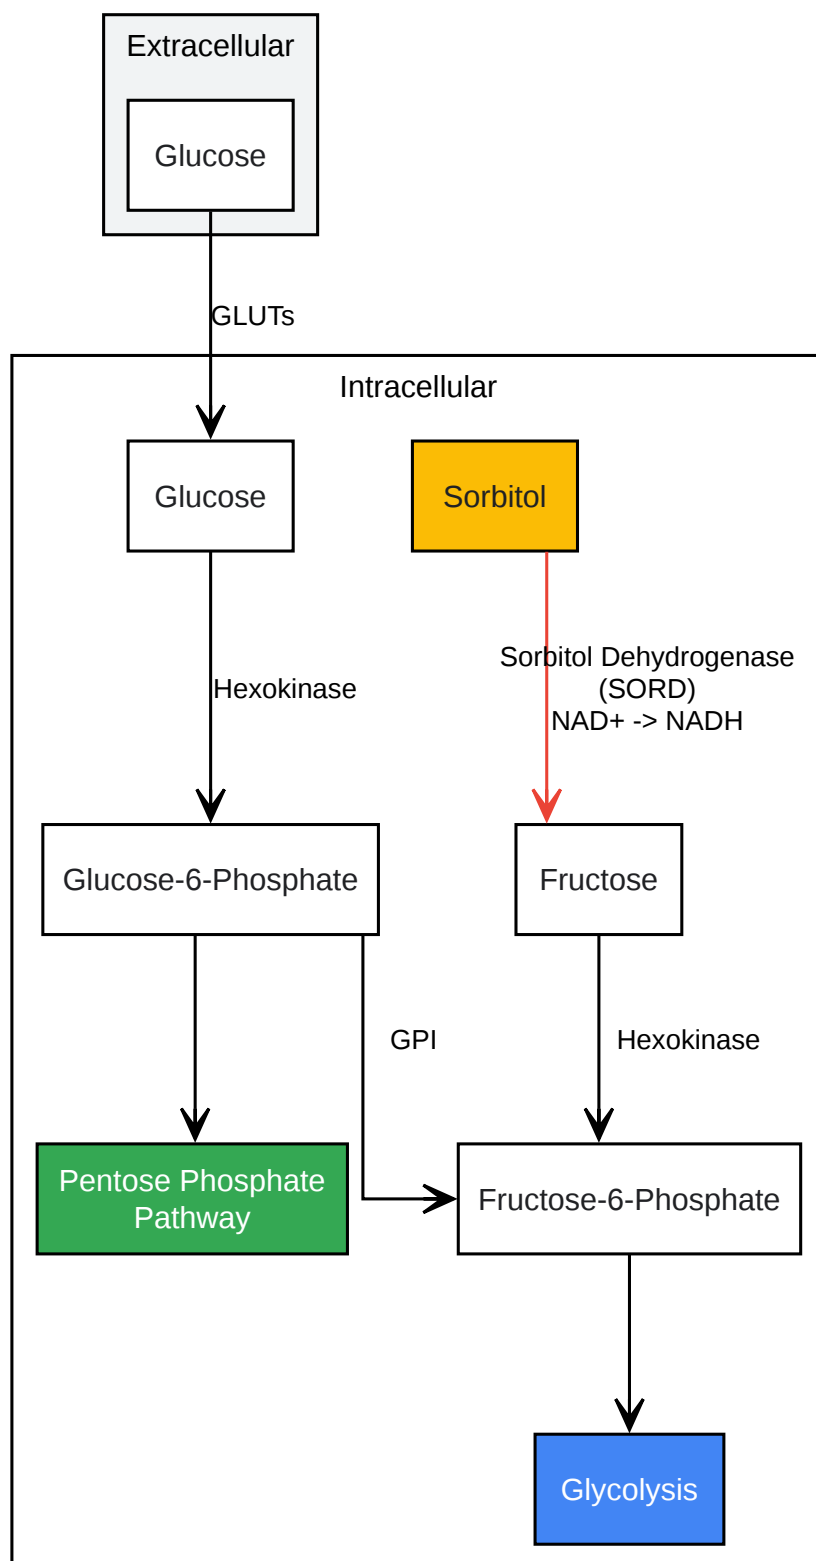 Extracellular
Glucose
GLUTs
Intracellular
Glucose
Sorbitol
Hexokinase
Sorbitol Dehydrogenase
(SORD)
NAD+ -> NADH
Glucose-6-Phosphate
Fructose
GPI
Hexokinase
Pentose Phosphate
Pathway
Fructose-6-Phosphate
Glycolysis